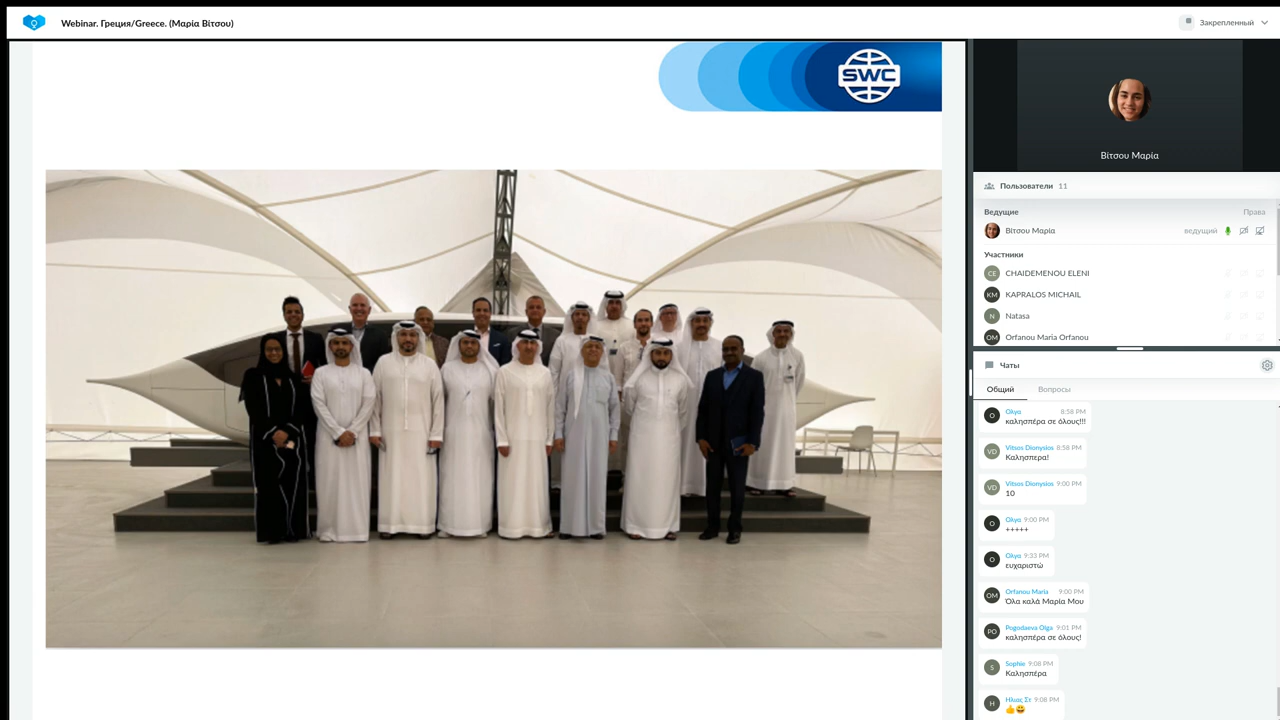 Webinar. Греция/Greece. (Μαρία Βίτσου)
Закрепленный
SWC
Βίτσου Μαρία
Пользователи 11
Ведущие Права
Βίτσου Μαρία ведущий
Участники
CE CHAIDEMENOU ELENI
KM KAPRALOS MICHAIL
N Natasa
OM Orfanou Maria Orfanou
Чаты
Общий Вопросы
O Olya 8:58 PM
καλησπέρα σε όλους!!!
VD Vitsos Dionysios 8:58 PM
Καλησπερα!
VD Vitsos Dionysios 9:00 PM
10
O Olya 9:00 PM
+++++
O Olya 9:33 PM
ευχαριστώ
OM Orfanou Maria 9:00 PM
Όλα καλά Μαρία Μου
PO Pogodaeva Olga 9:01 PM
καλησπέρα σε όλους!
S Sophie 9:08 PM
Καλησπέρα
Η Ηλιας Στ 9:08 PM
👍😃